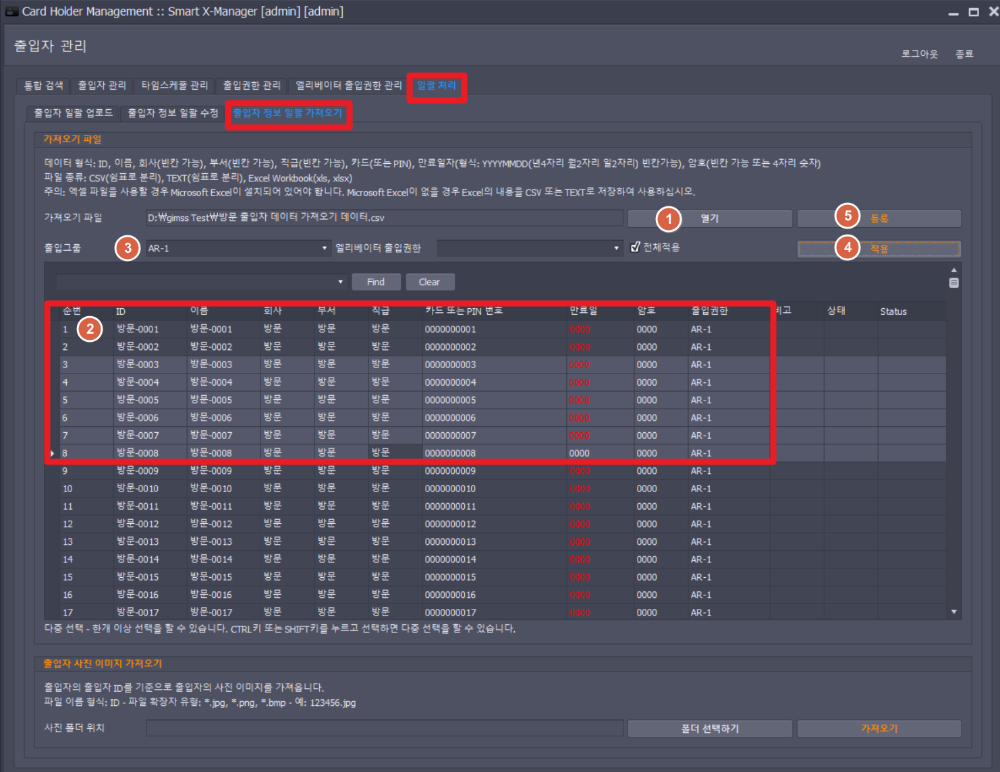 Card Holder Management :: Smart X-Manager [admin] [admin]
출입자 관리
로그아웃 종료
통합 검색 출입자 관리 타임스케쥴 관리 출입권한 관리 엘리베이터 출입권한 관리 일괄 처리
출입자 일괄 업로드 출입자 정보 일괄 수정 출입자 정보 일괄 가져오기
가져오기 파일
데이터 형식: ID, 이름, 회사(빈칸 가능), 부서(빈칸 가능), 직급(빈칸 가능), 카드(또는 PIN), 만료일자(형식: YYYYMMDD(년4자리 월2자리 일2자리) 빈칸가능), 암호(빈칸 가능 또는 4자리 숫자)
파일 종류: CSV(쉼표로 분리), TEXT(쉼표로 분리), Excel Workbook(xls, xlsx)
주의: 엑셀 파일을 사용할 경우 Microsoft Excel이 설치되어 있어야 합니다. Microsoft Excel이 없을 경우 Excel의 내용을 CSV 또는 TEXT로 저장하여 사용하십시오.
가져오기 파일 D:₩gimss Test₩방문 출입자 데이터 가져오기 데이터.csv 1 열기 5 등록
출입그룹 3 AR-1 엘리베이터 출입권한 전체적용 4 적용
Find Clear
순번 ID 이름 회사 부서 직급 카드 또는 PIN 번호 만료일 암호 출입권한 비고 상태 Status
1 2 방문-0001 방문-0001 방문 방문 방문 0000000001 0000 0000 AR-1
2 방문-0002 방문-0002 방문 방문 방문 0000000002 0000 0000 AR-1
3 방문-0003 방문-0003 방문 방문 방문 0000000003 0000 0000 AR-1
4 방문-0004 방문-0004 방문 방문 방문 0000000004 0000 0000 AR-1
5 방문-0005 방문-0005 방문 방문 방문 0000000005 0000 0000 AR-1
6 방문-0006 방문-0006 방문 방문 방문 0000000006 0000 0000 AR-1
7 방문-0007 방문-0007 방문 방문 방문 0000000007 0000 0000 AR-1
8 방문-0008 방문-0008 방문 방문 방문 0000000008 0000 0000 AR-1
9 방문-0009 방문-0009 방문 방문 방문 0000000009 0000 0000 AR-1
10 방문-0010 방문-0010 방문 방문 방문 0000000010 0000 0000 AR-1
11 방문-0011 방문-0011 방문 방문 방문 0000000011 0000 0000 AR-1
12 방문-0012 방문-0012 방문 방문 방문 0000000012 0000 0000 AR-1
13 방문-0013 방문-0013 방문 방문 방문 0000000013 0000 0000 AR-1
14 방문-0014 방문-0014 방문 방문 방문 0000000014 0000 0000 AR-1
15 방문-0015 방문-0015 방문 방문 방문 0000000015 0000 0000 AR-1
16 방문-0016 방문-0016 방문 방문 방문 0000000016 0000 0000 AR-1
17 방문-0017 방문-0017 방문 방문 방문 0000000017 0000 0000 AR-1
다중 선택 - 한개 이상 선택을 할 수 있습니다. CTRL키 또는 SHIFT키를 누르고 선택하면 다중 선택을 할 수 있습니다.
출입자 사진 이미지 가져오기
출입자의 출입자 ID를 기준으로 출입자의 사진 이미지를 가져옵니다.
파일 이름 형식: ID - 파일 확장자 유형: *.jpg, *.png, *.bmp - 예: 123456.jpg
사진 폴더 위치 폴더 선택하기 가져오기